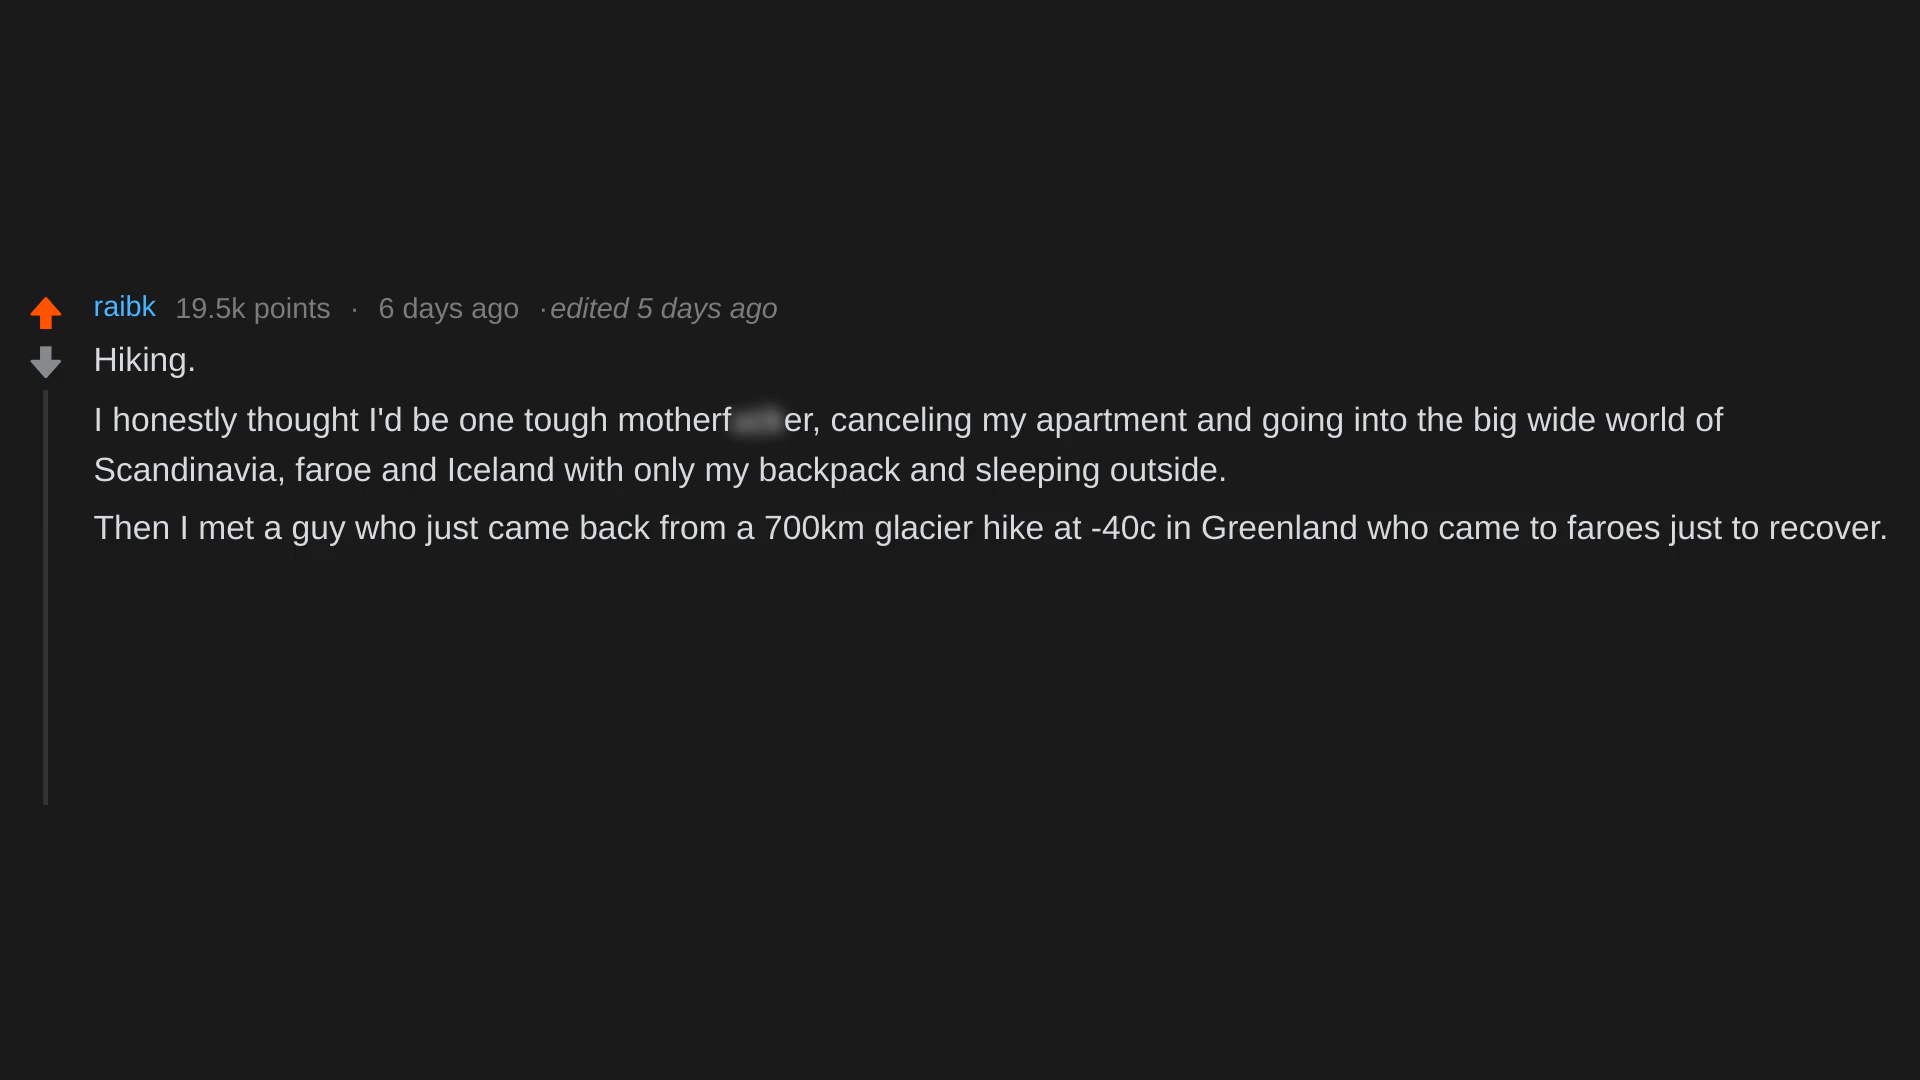 raibk 19.5k points · 6 days ago · edited 5 days ago
Hiking.
I honestly thought I'd be one tough motherf er, canceling my apartment and going into the big wide world of
Scandinavia, faroe and Iceland with only my backpack and sleeping outside.
Then I met a guy who just came back from a 700km glacier hike at -40c in Greenland who came to faroes just to recover.